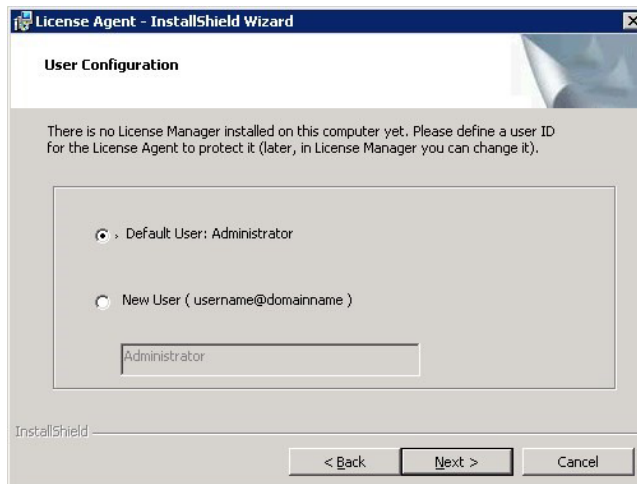 License Agent - InstallShield Wizard
User Configuration
There is no License Manager installed on this computer yet. Please define a user ID
for the License Agent to protect it (later, in License Manager you can change it).
Default User: Administrator
New User ( username@domainname )
Administrator
InstallShield
< Back
Next >
Cancel